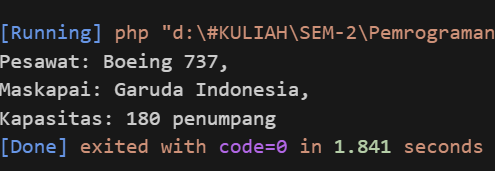 [Running] php "d:\#KULIAH\SEM-2\Pemrograman
Pesawat: Boeing 737,
Maskapai: Garuda Indonesia,
Kapasitas: 180 penumpang
[Done] exited with code=0 in 1.841 seconds